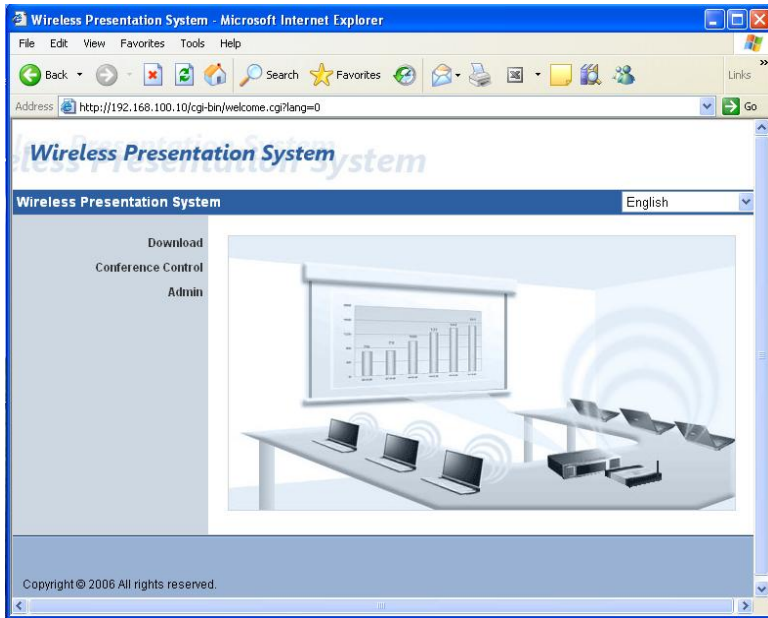 Wireless Presentation System - Microsoft Internet Explorer
File Edit View Favorites Tools Help
Back Search Favorites Links
Address http://192.168.100.10/cgi-bin/welcome.cgi?lang=0 Go
Wireless Presentation System
Wireless Presentation System English
Download
Conference Control
Admin
Copyright © 2006 All rights reserved.